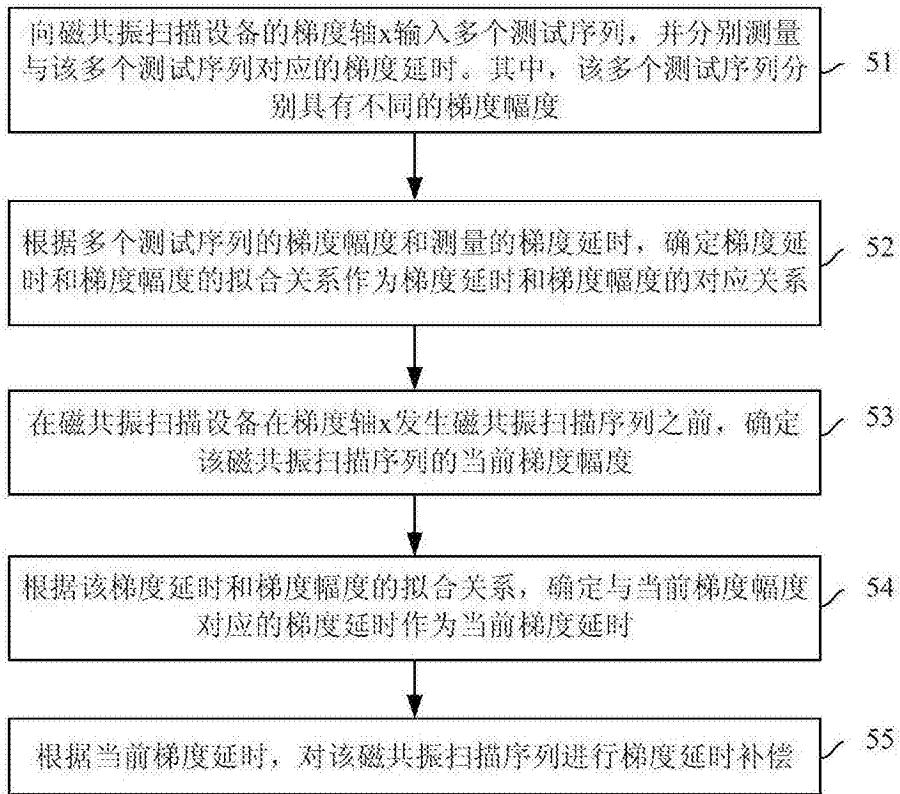 向磁共振扫描设备的梯度轴x输入多个测试序列，并分别测量
与该多个测试序列对应的梯度延时。其中，该多个测试序列分
别具有不同的梯度幅度
51
根据多个测试序列的梯度幅度和测量的梯度延时，确定梯度延
时和梯度幅度的拟合关系作为梯度延时和梯度幅度的对应关系
52
在磁共振扫描设备在梯度轴x发生磁共振扫描序列之前，确定
该磁共振扫描序列的当前梯度幅度
53
根据该梯度延时和梯度幅度的拟合关系，确定与当前梯度幅度
对应的梯度延时作为当前梯度延时
54
根据当前梯度延时，对该磁共振扫描序列进行梯度延时补偿
55